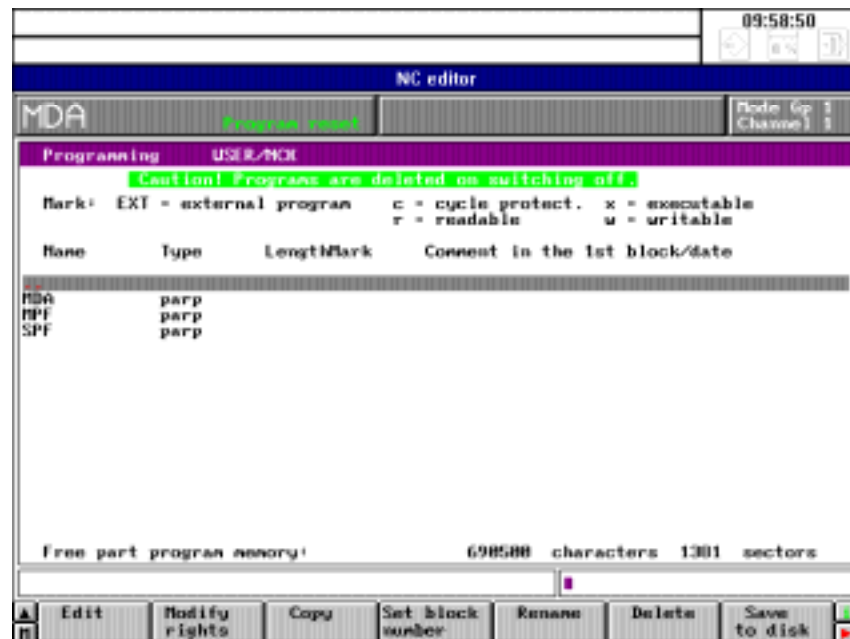 09:58:50
NC editor
MDA Program reset Mode Gp 1
Channel 1
Programming USER/NCK
Caution! Programs are deleted on switching off.
Mark: EXT = external program c = cycle protect. x = executable
r = readable w = writable
Name Type LengthMark Comment in the 1st block/date
..
MDA parp
MPF parp
SPF parp
Free part program memory: 690500 characters 1381 sectors
Edit Modify rights Copy Set block number Rename Delete Save to disk